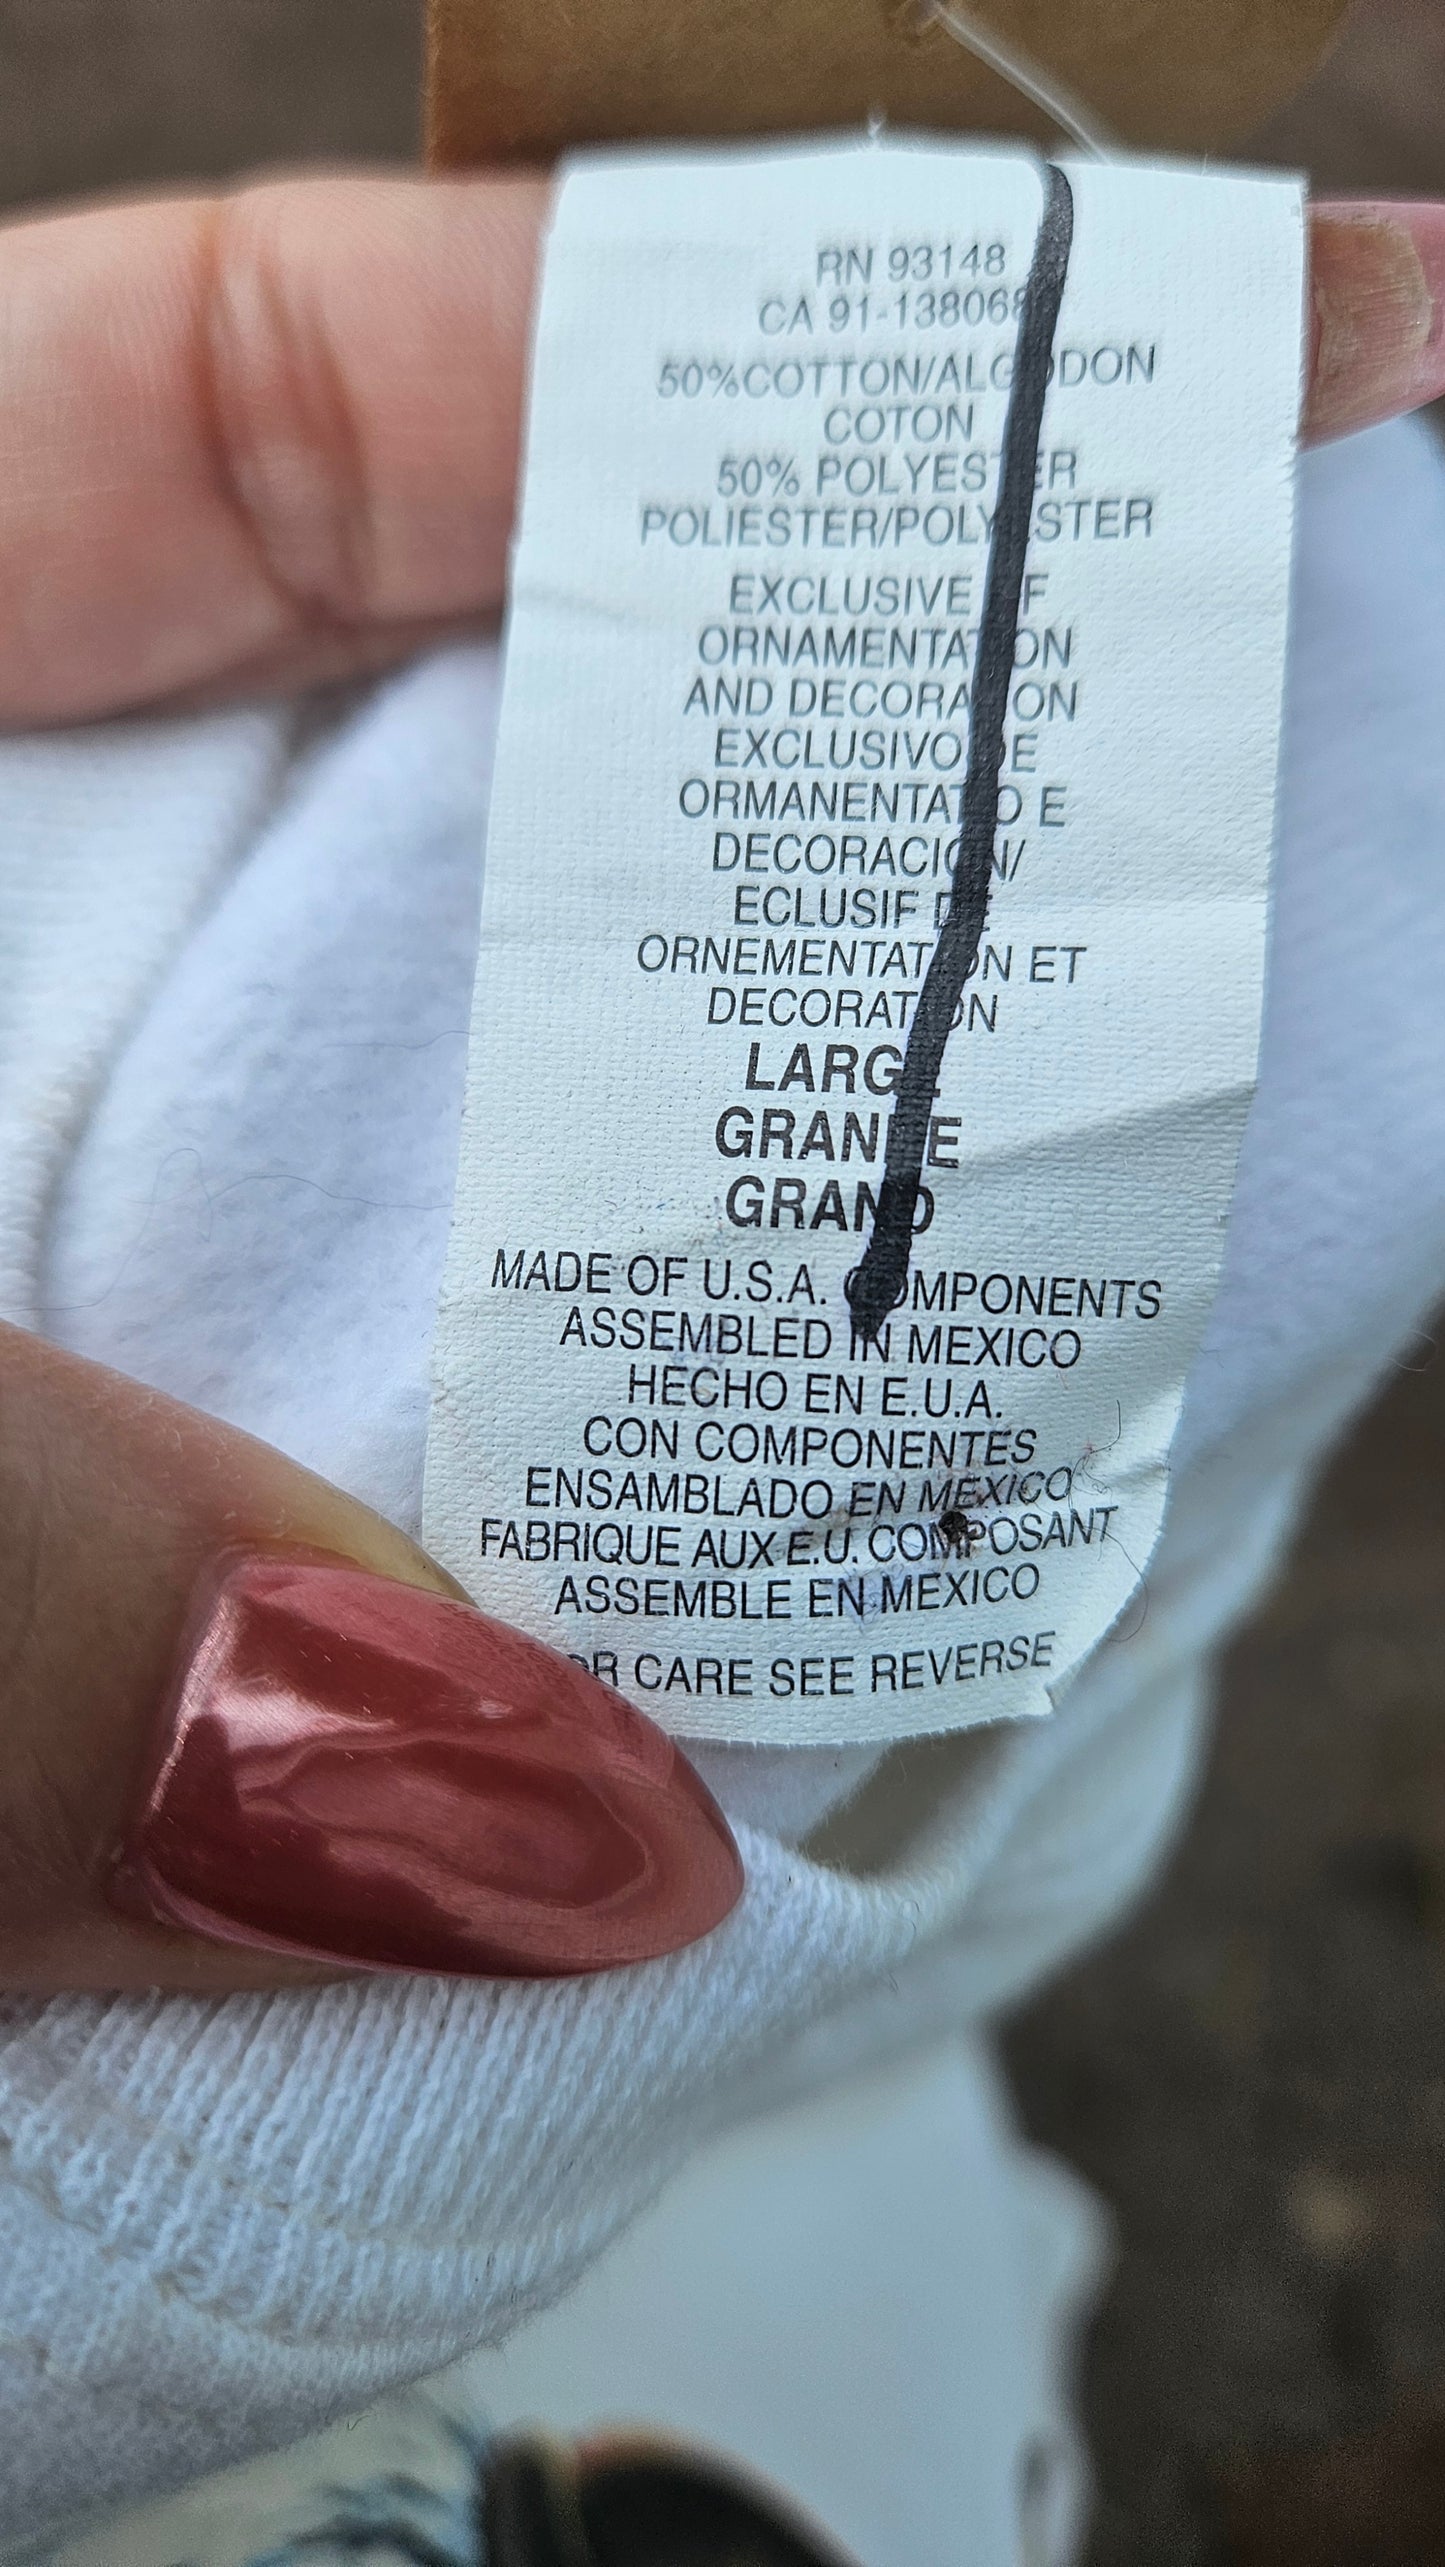 RN 93148
CA 91-138068
50%COTTON/ALGODON
COTON
50% POLYESTER
POLIESTER/POLYESTER
EXCLUSIVE OF
ORNAMENTATION
AND DECORATION
EXCLUSIVO DE
ORMANENTATIO E
DECORACION/
ECLUSIF DE
ORNEMENTATION ET
DECORATION
LARGE
GRANDE
GRAND
MADE OF U.S.A. COMPONENTS
ASSEMBLED IN MEXICO
HECHO EN E.U.A.
CON COMPONENTES
ENSAMBLADO EN MEXICO
FABRIQUE AUX E.U. COMPOSANT
ASSEMBLE EN MEXICO
FOR CARE SEE REVERSE